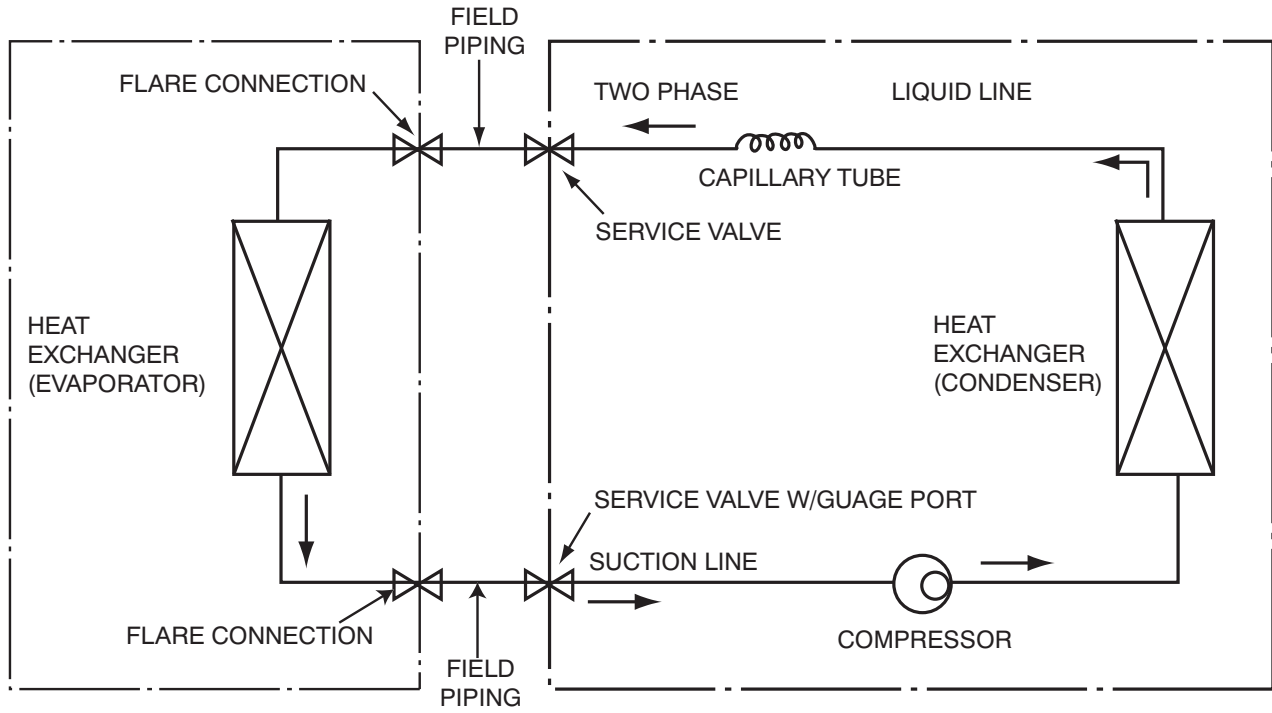 FIELD
PIPING
FLARE CONNECTION
TWO PHASE
LIQUID LINE
CAPILLARY TUBE
SERVICE VALVE
HEAT
EXCHANGER
(EVAPORATOR)
HEAT
EXCHANGER
(CONDENSER)
SERVICE VALVE W/GUAGE PORT
SUCTION LINE
FLARE CONNECTION
COMPRESSOR
FIELD
PIPING